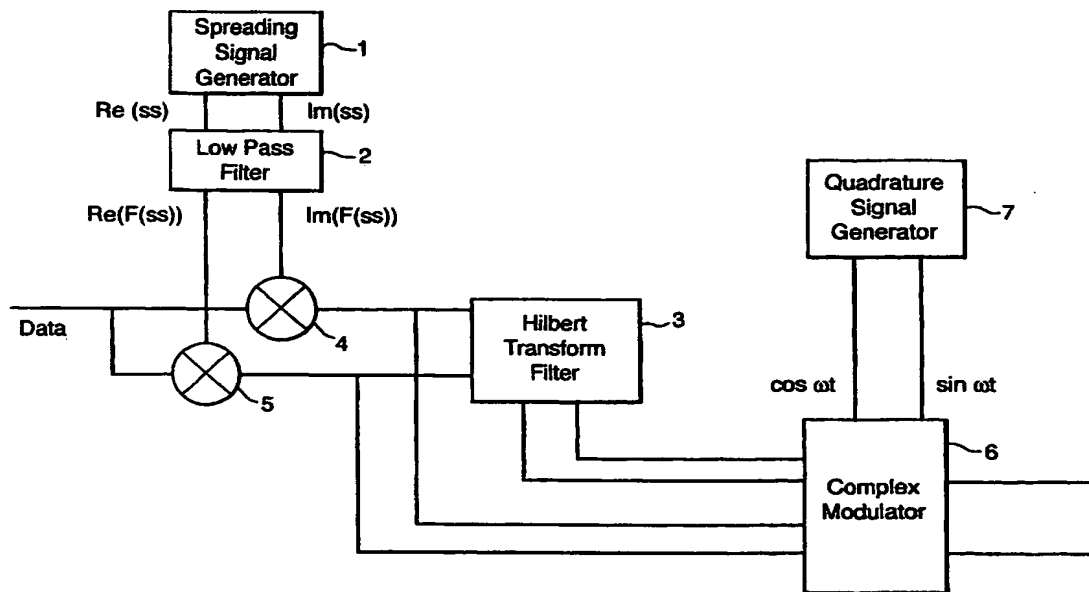 Spreading
Signal
Generator
1
Re (ss)
Im(ss)
Low Pass
Filter
2
Re(F(ss))
Im(F(ss))
Quadrature
Signal
Generator
7
Data
4
5
Hilbert
Transform
Filter
3
cos ωt
sin ωt
6
Complex
Modulator